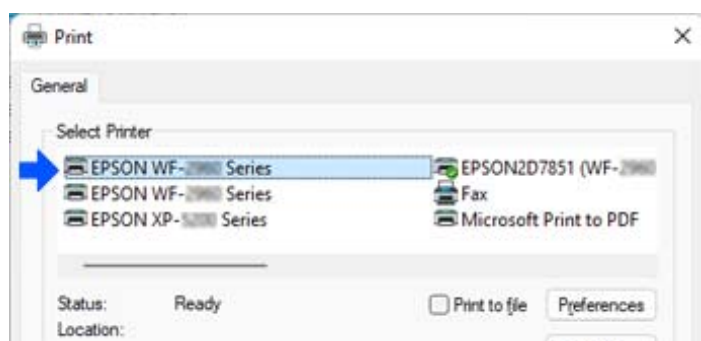 Print
General
Select Printer
EPSON WF- Series
EPSON2D7851 (WF-
EPSON WF- Series
Fax
EPSON XP- Series
Microsoft Print to PDF
Status: Ready
Print to file
Preferences
Location: